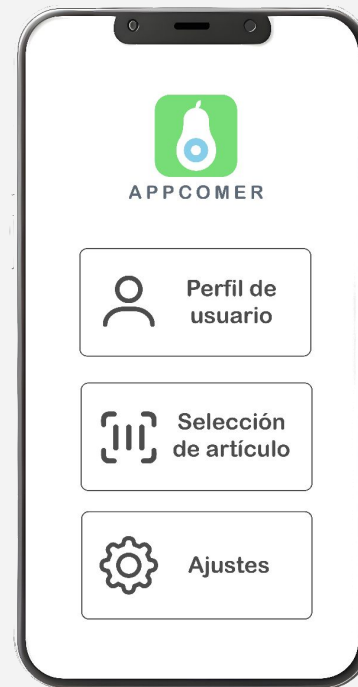 APPCOMER
Perfil de
usuario
Selección
de artículo
Ajustes